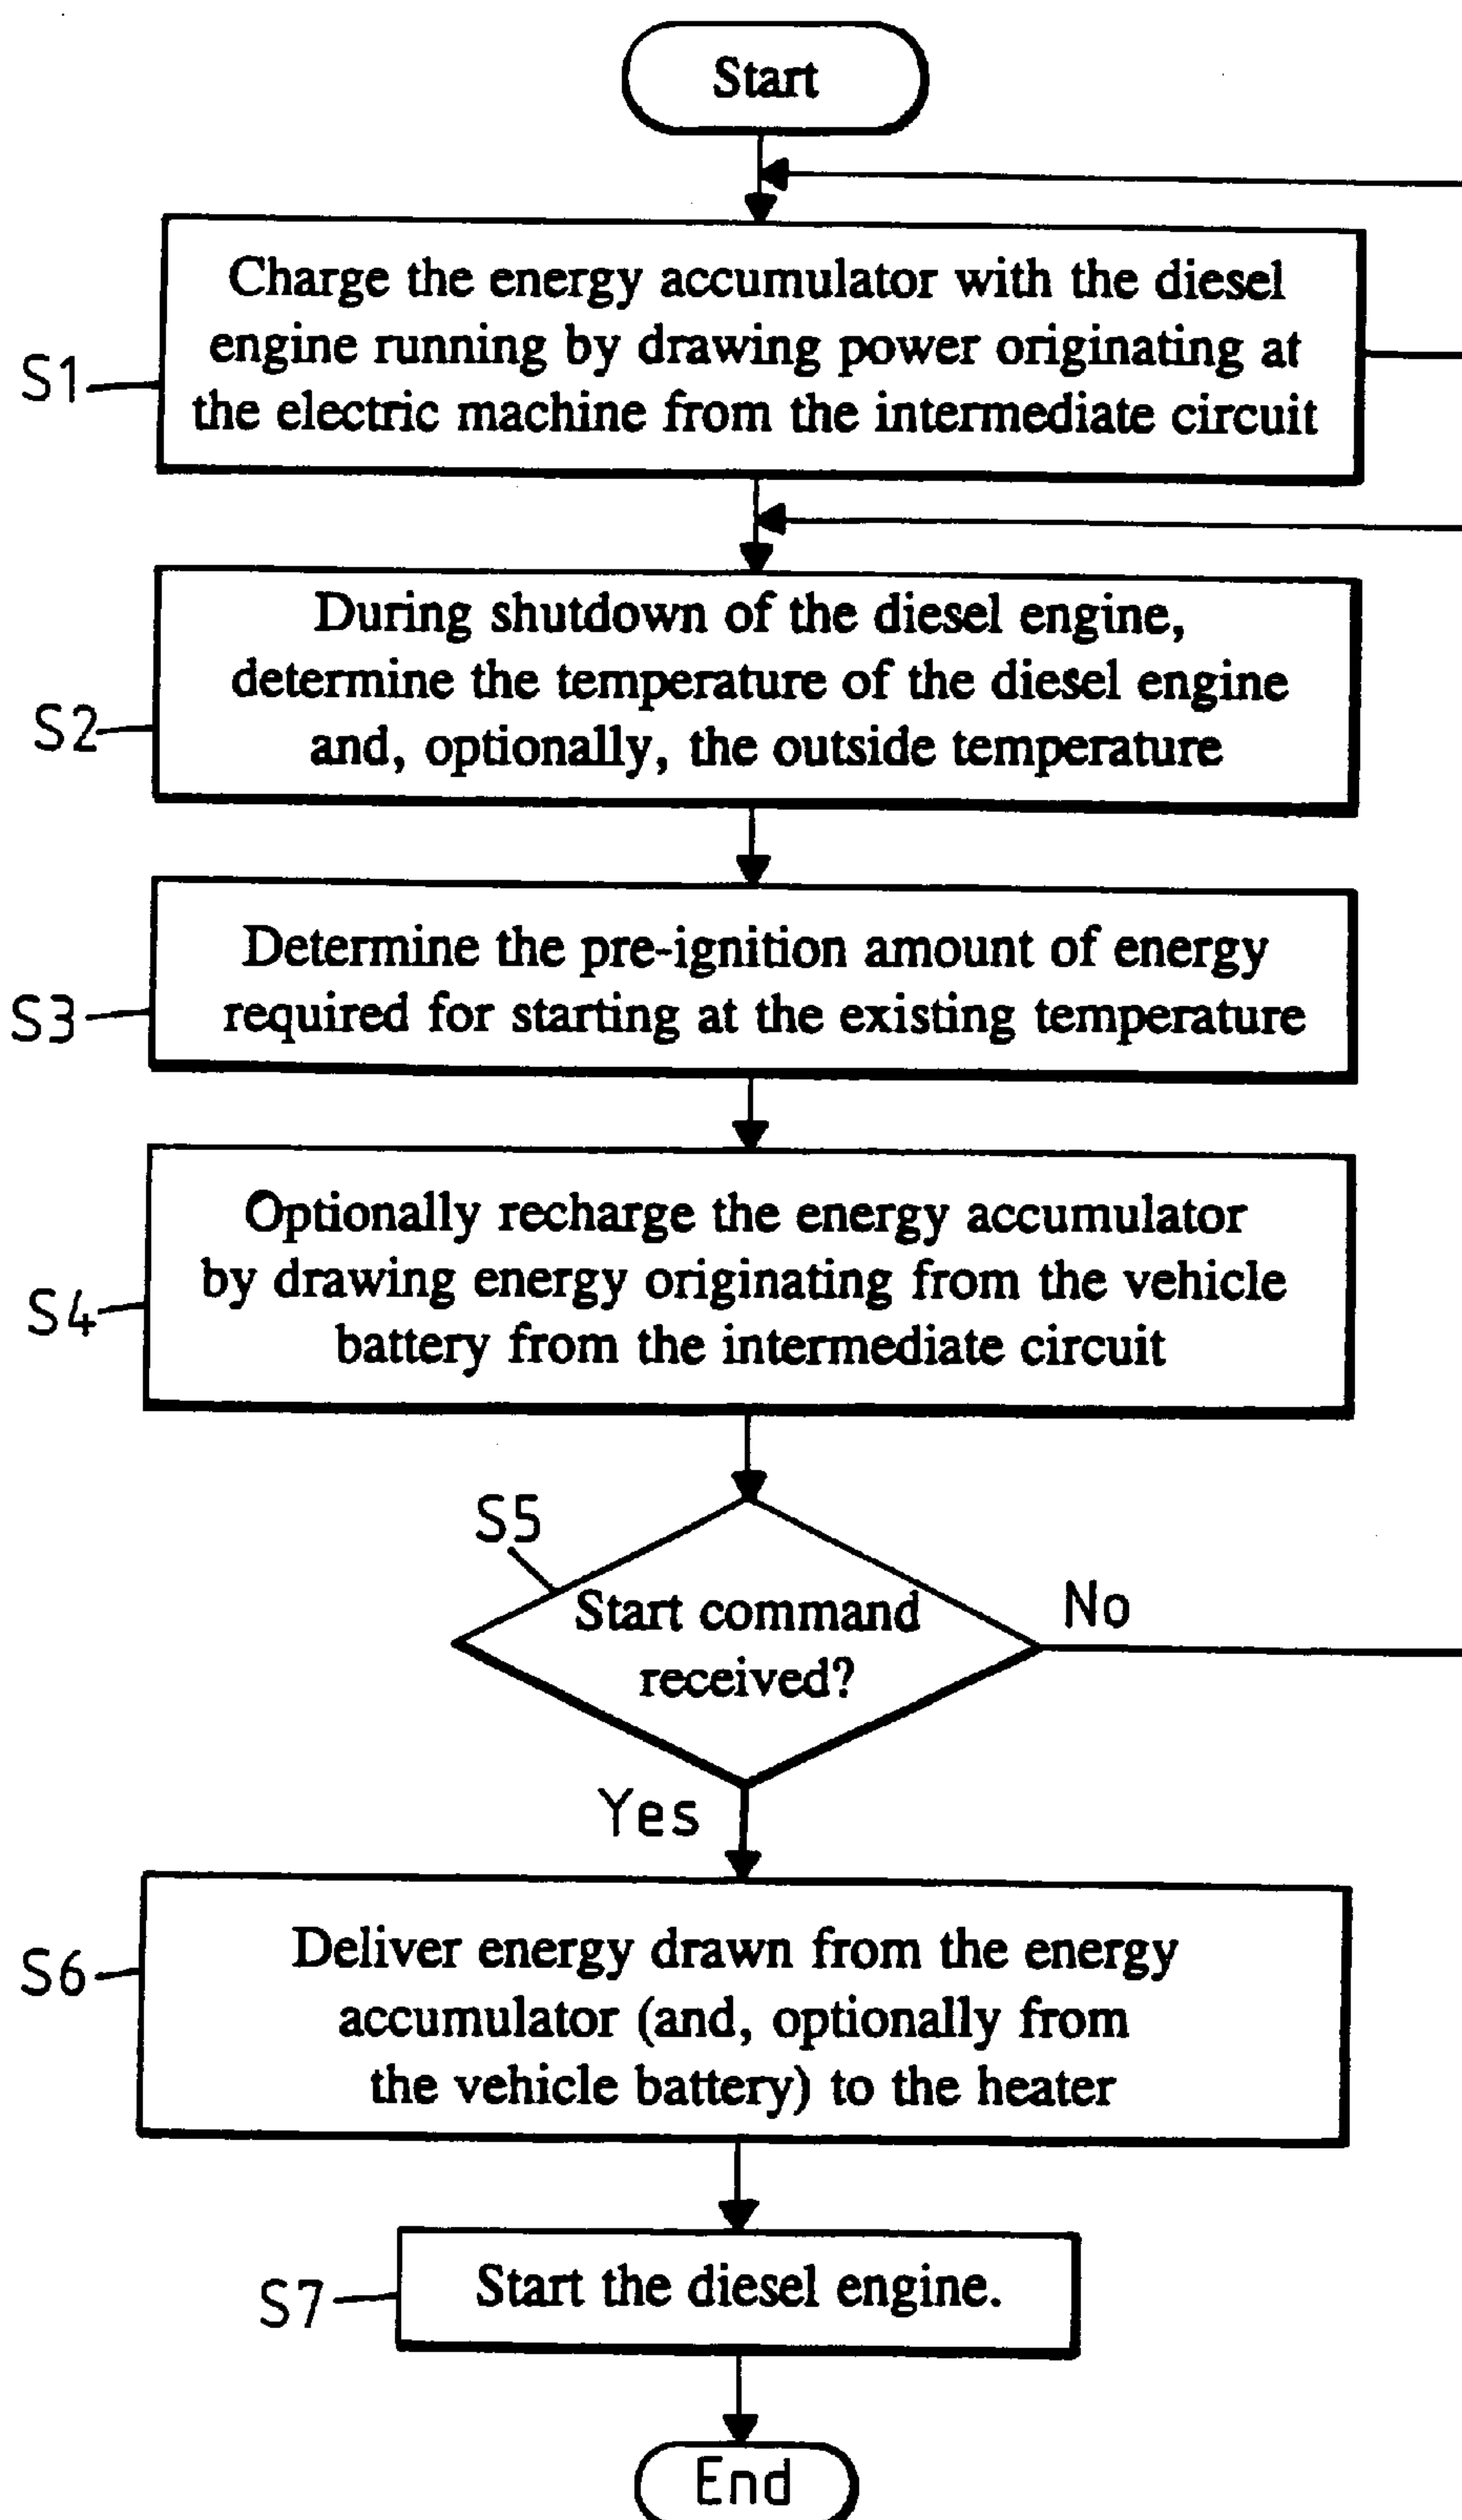 Start
Charge the energy accumulator with the diesel
engine running by drawing power originating at
the electric machine from the intermediate circuit
S1
During shutdown of the diesel engine,
determine the temperature of the diesel engine
and, optionally, the outside temperature
S2
Determine the pre-ignition amount of energy
required for starting at the existing temperature
S3
Optionally recharge the energy accumulator
by drawing energy originating from the vehicle
battery from the intermediate circuit
S4
S5
Start command
received?
No
Yes
Deliver energy drawn from the energy
accumulator (and, optionally from
the vehicle battery) to the heater
S6
Start the diesel engine.
S7
End